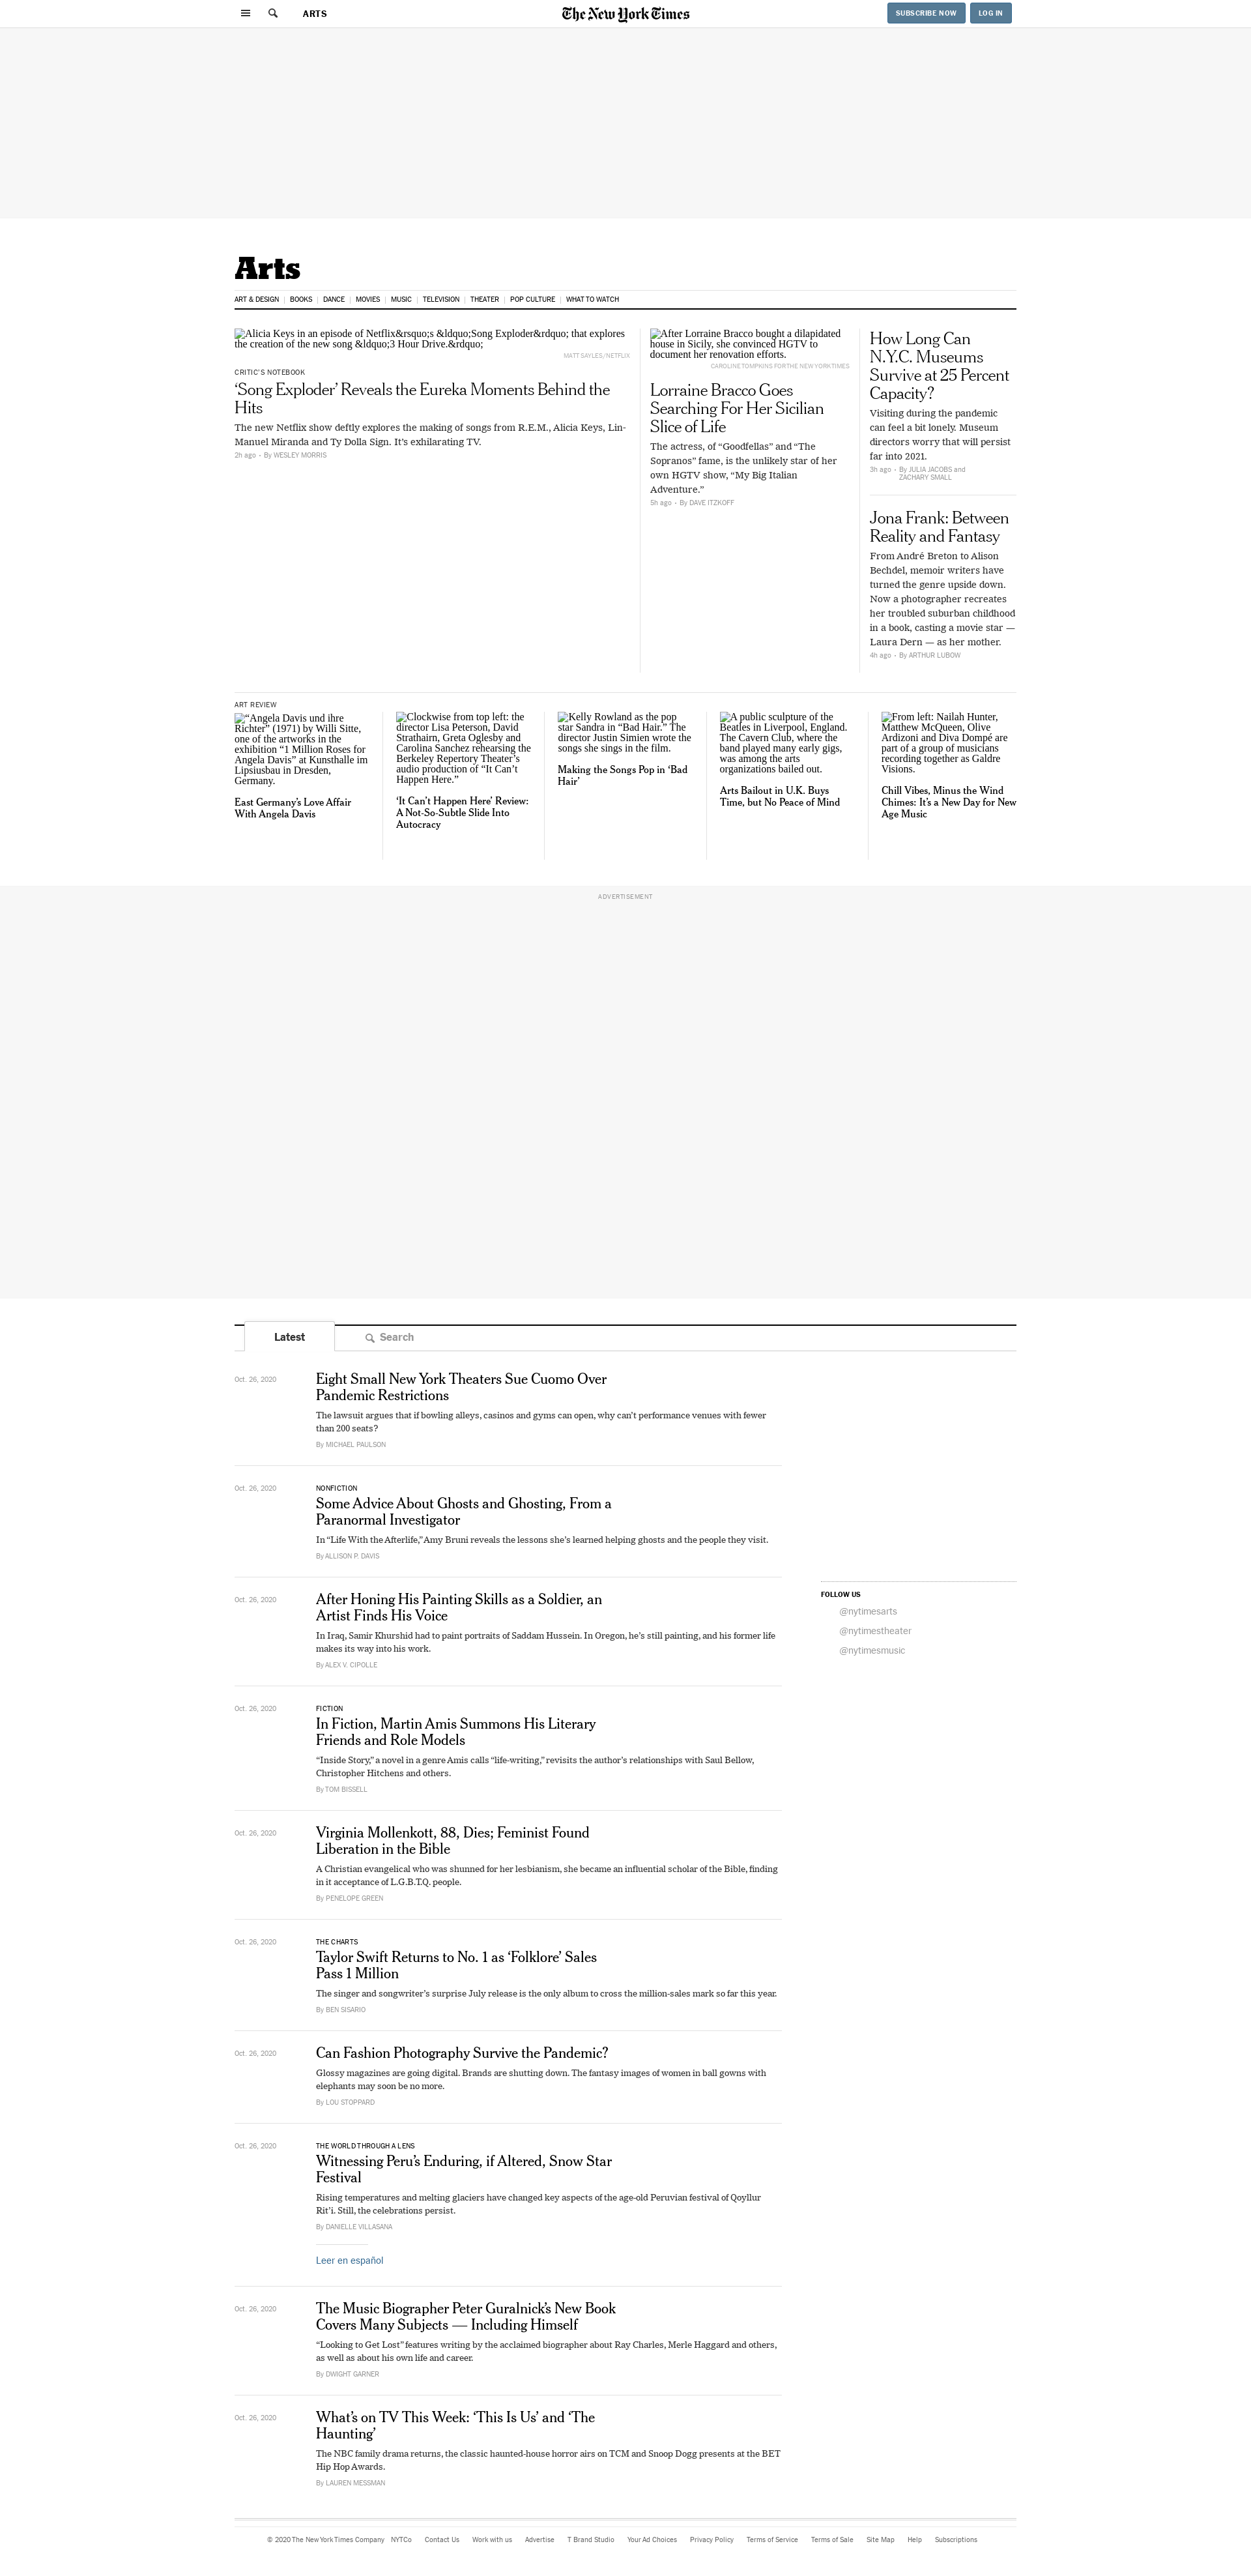 ARTS
The New York Times
SUBSCRIBE NOW
LOG IN
Arts
ART & DESIGN
BOOKS
DANCE
MOVIES
MUSIC
TELEVISION
THEATER
POP CULTURE
WHAT TO WATCH
Alicia Keys in an episode of Netflix&rsquo;s &ldquo;Song Exploder&rdquo; that explores
the creation of the new song &ldquo;3 Hour Drive.&rdquo;
MATT SAYLES/NETFLIX
CRITIC'S NOTEBOOK
‘Song Exploder’ Reveals the Eureka Moments Behind the
Hits
The new Netflix show deftly explores the making of songs from R.E.M., Alicia Keys, Lin-
Manuel Miranda and Ty Dolla Sign. It’s exhilarating TV.
2h ago · By WESLEY MORRIS
After Lorraine Bracco bought a dilapidated
house in Sicily, she convinced HGTV to
document her renovation efforts.
CAROLINE TOMPKINS FOR THE NEW YORK TIMES
Lorraine Bracco Goes
Searching For Her Sicilian
Slice of Life
The actress, of “Goodfellas” and “The
Sopranos” fame, is the unlikely star of her
own HGTV show, “My Big Italian
Adventure.”
5h ago · By DAVE ITZKOFF
How Long Can
N.Y.C. Museums
Survive at 25 Percent
Capacity?
Visiting during the pandemic
can feel a bit lonely. Museum
directors worry that will persist
far into 2021.
3h ago · By JULIA JACOBS and
ZACHARY SMALL
Jona Frank: Between
Reality and Fantasy
From André Breton to Alison
Bechdel, memoir writers have
turned the genre upside down.
Now a photographer recreates
her troubled suburban childhood
in a book, casting a movie star —
Laura Dern — as her mother.
4h ago · By ARTHUR LUBOW
ART REVIEW
“Angela Davis und ihre
Richter” (1971) by Willi Sitte,
one of the artworks in the
exhibition “1 Million Roses for
Angela Davis” at Kunsthalle im
Lipsiusbau in Dresden,
Germany.
East Germany’s Love Affair
With Angela Davis
Clockwise from top left: the
director Lisa Peterson, David
Strathairn, Greta Oglesby and
Carolina Sanchez rehearsing the
Berkeley Repertory Theater’s
audio production of “It Can’t
Happen Here.”
‘It Can’t Happen Here’ Review:
A Not-So-Subtle Slide Into
Autocracy
Kelly Rowland as the pop
star Sandra in “Bad Hair.” The
director Justin Simien wrote the
songs she sings in the film.
Making the Songs Pop in ‘Bad
Hair’
A public sculpture of the
Beatles in Liverpool, England.
The Cavern Club, where the
band played many early gigs,
was among the arts
organizations bailed out.
Arts Bailout in U.K. Buys
Time, but No Peace of Mind
From left: Nailah Hunter,
Matthew McQueen, Olive
Ardizoni and Diva Dompé are
part of a group of musicians
recording together as Galdre
Visions.
Chill Vibes, Minus the Wind
Chimes: It’s a New Day for New
Age Music
ADVERTISEMENT
Latest
Search
Oct. 26, 2020
Eight Small New York Theaters Sue Cuomo Over
Pandemic Restrictions
The lawsuit argues that if bowling alleys, casinos and gyms can open, why can’t performance venues with fewer
than 200 seats?
By MICHAEL PAULSON
Oct. 26, 2020
NONFICTION
Some Advice About Ghosts and Ghosting, From a
Paranormal Investigator
In “Life With the Afterlife,” Amy Bruni reveals the lessons she’s learned helping ghosts and the people they visit.
By ALLISON P. DAVIS
Oct. 26, 2020
After Honing His Painting Skills as a Soldier, an
Artist Finds His Voice
In Iraq, Samir Khurshid had to paint portraits of Saddam Hussein. In Oregon, he’s still painting, and his former life
makes its way into his work.
By ALEX V. CIPOLLE
FOLLOW US
@nytimesarts
@nytimestheater
@nytimesmusic
Oct. 26, 2020
FICTION
In Fiction, Martin Amis Summons His Literary
Friends and Role Models
“Inside Story,” a novel in a genre Amis calls “life-writing,” revisits the author’s relationships with Saul Bellow,
Christopher Hitchens and others.
By TOM BISSELL
Oct. 26, 2020
Virginia Mollenkott, 88, Dies; Feminist Found
Liberation in the Bible
A Christian evangelical who was shunned for her lesbianism, she became an influential scholar of the Bible, finding
in it acceptance of L.G.B.T.Q. people.
By PENELOPE GREEN
Oct. 26, 2020
THE CHARTS
Taylor Swift Returns to No. 1 as ‘Folklore’ Sales
Pass 1 Million
The singer and songwriter’s surprise July release is the only album to cross the million-sales mark so far this year.
By BEN SISARIO
Oct. 26, 2020
Can Fashion Photography Survive the Pandemic?
Glossy magazines are going digital. Brands are shutting down. The fantasy images of women in ball gowns with
elephants may soon be no more.
By LOU STOPPARD
Oct. 26, 2020
THE WORLD THROUGH A LENS
Witnessing Peru’s Enduring, if Altered, Snow Star
Festival
Rising temperatures and melting glaciers have changed key aspects of the age-old Peruvian festival of Qoyllur
Rit’i. Still, the celebrations persist.
By DANIELLE VILLASANA
Leer en español
Oct. 26, 2020
The Music Biographer Peter Guralnick’s New Book
Covers Many Subjects — Including Himself
“Looking to Get Lost” features writing by the acclaimed biographer about Ray Charles, Merle Haggard and others,
as well as about his own life and career.
By DWIGHT GARNER
Oct. 26, 2020
What’s on TV This Week: ‘This Is Us’ and ‘The
Haunting’
The NBC family drama returns, the classic haunted-house horror airs on TCM and Snoop Dogg presents at the BET
Hip Hop Awards.
By LAUREN MESSMAN
© 2020 The New York Times Company
NYTCo
Contact Us
Work with us
Advertise
T Brand Studio
Your Ad Choices
Privacy Policy
Terms of Service
Terms of Sale
Site Map
Help
Subscriptions